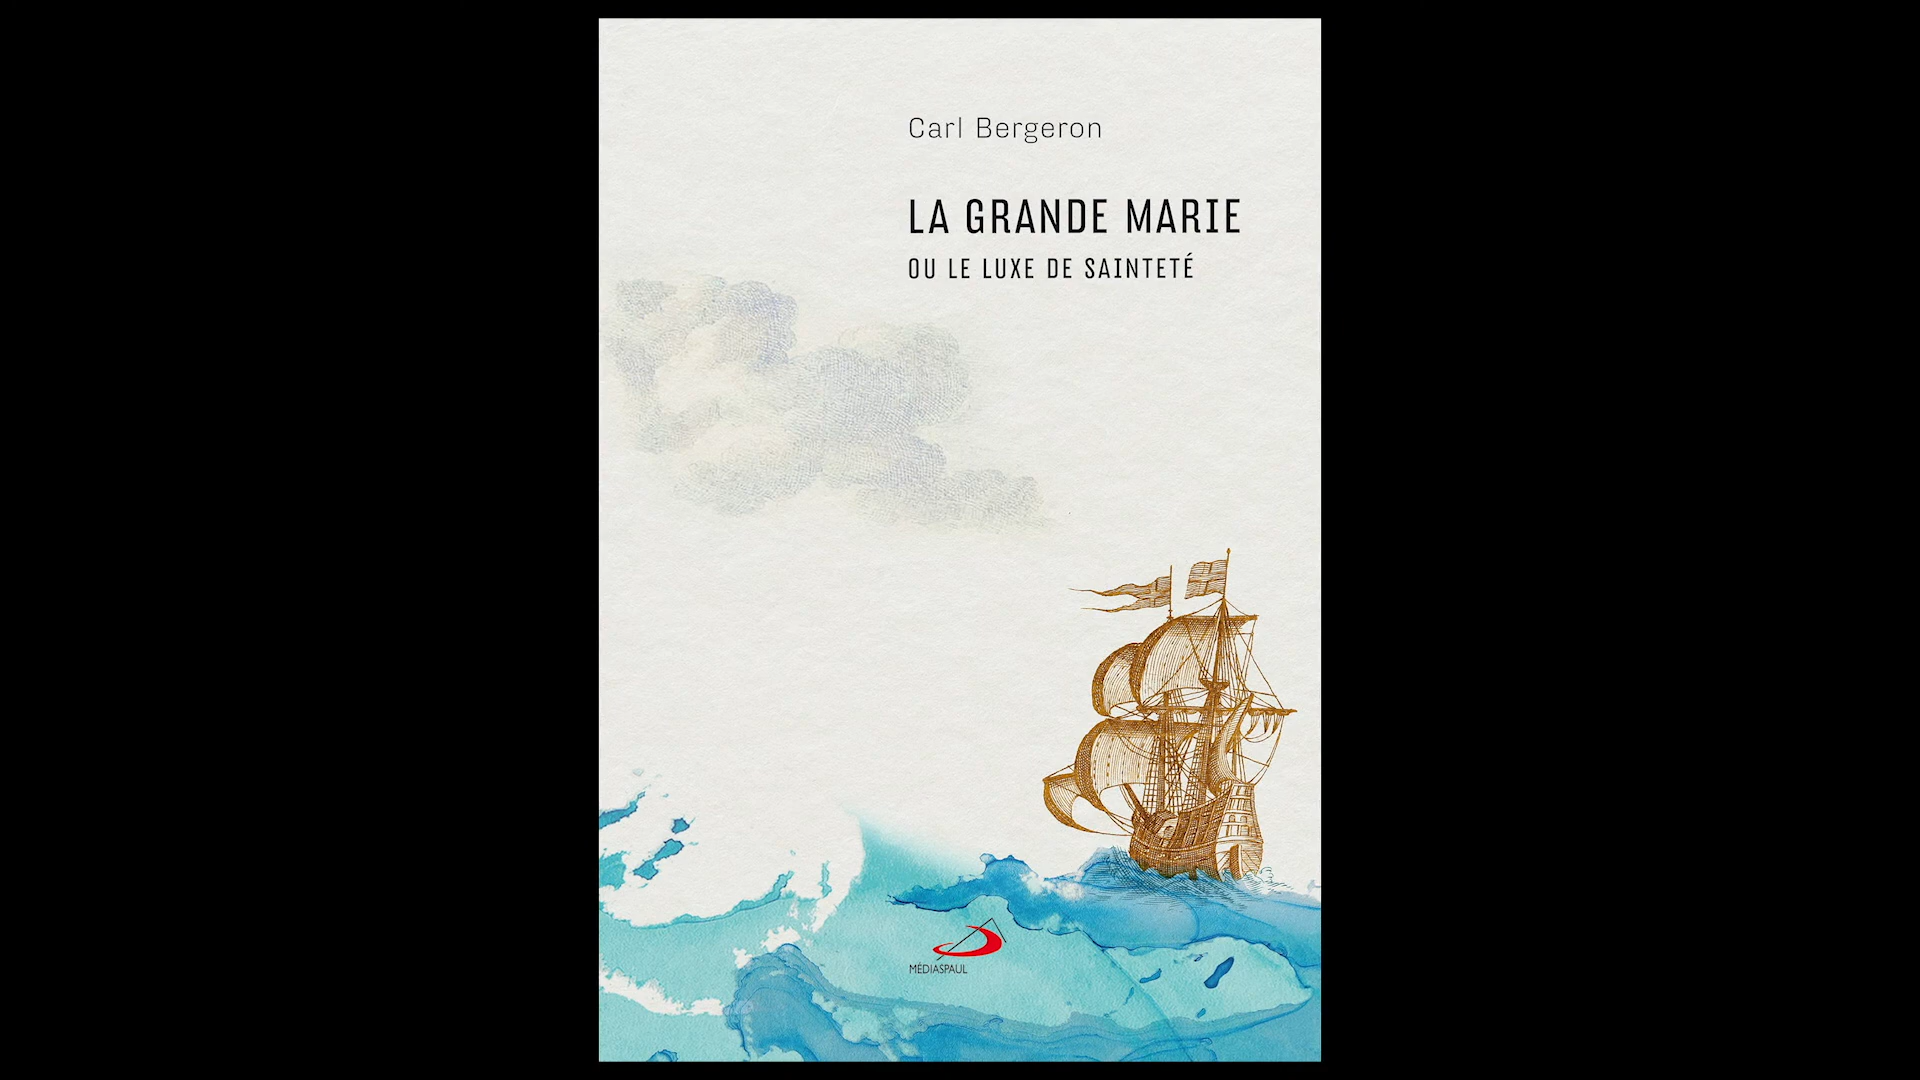 Carl Bergeron
LA GRANDE MARIE
OU LE LUXE DE SAINTETÉ
MÉDIASPAUL